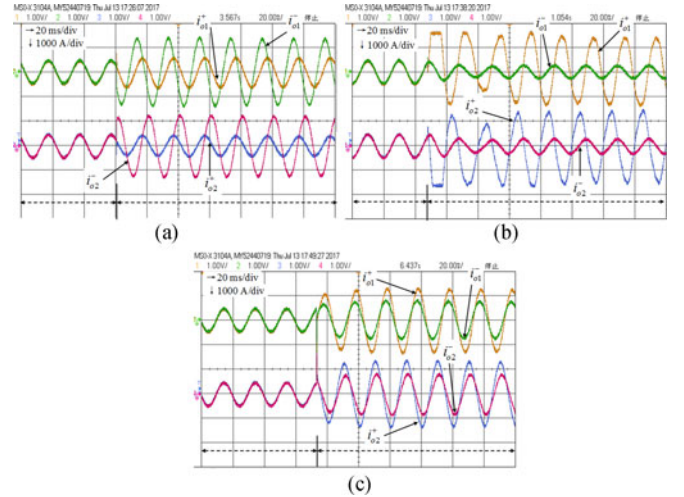 MSO-X 3104A, MY52440719: Thu Jul 13 17:26:07 2017
1 1.00V/ 2 1.00V/ 3 1.00V/ 4 1.00V/ 3.567s 20.00ms/ 停止
→ 20 ms/div
↓ 1000 A/div
i⁺o1
i⁻o1
i⁻o2
i⁺o2
(a)
MSO-X 3104A, MY52440719: Thu Jul 13 17:39:20 2017
1 1.00V/ 2 1.00V/ 3 1.00V/ 4 1.00V/ 1.054s 20.00ms/ 停止
→ 20 ms/div
↓ 1000 A/div
i⁻o1
i⁺o1
i⁺o2
i⁻o2
(b)
MSO-X 3104A, MY52440719: Thu Jul 13 17:49:27 2017
1 1.00V/ 2 1.00V/ 3 1.00V/ 4 1.00V/ 6.437s 20.00ms/ 停止
→ 20 ms/div
↓ 1000 A/div
i⁺o1
i⁻o1
i⁻o2
i⁺o2
(c)